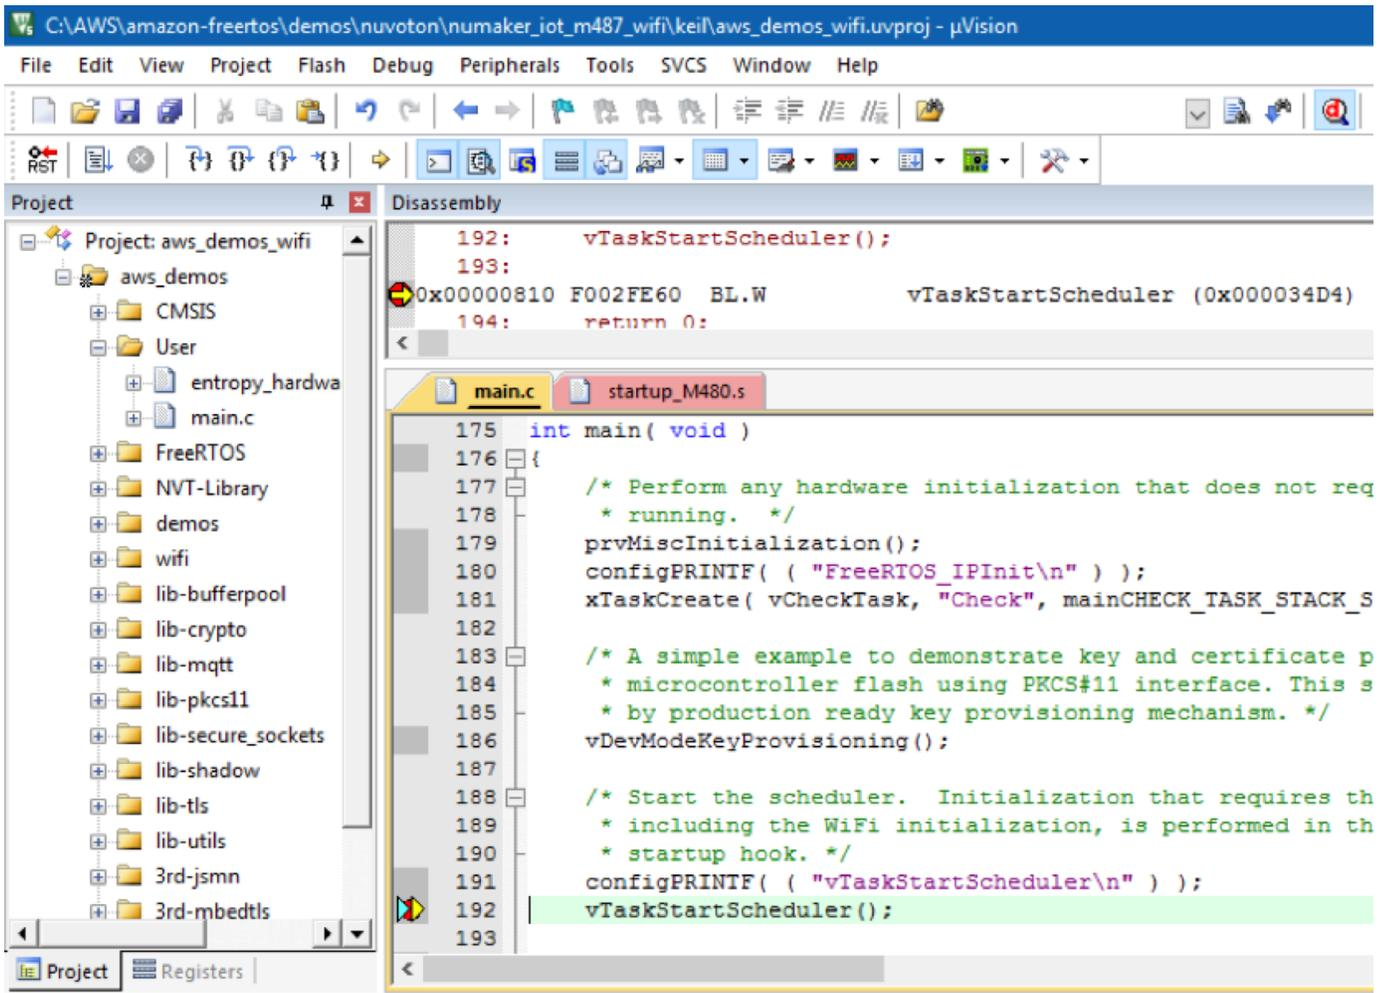 C:\AWS\amazon-freertos\demos\nuvoton\numaker_iot_m487_wifi\keil\aws_demos_wifi.uvproj - µVision
File Edit View Project Flash Debug Peripherals Tools SVCS Window Help
RST
Project
Project: aws_demos_wifi
aws_demos
CMSIS
User
entropy_hardwa
main.c
FreeRTOS
NVT-Library
demos
wifi
lib-bufferpool
lib-crypto
lib-mqtt
lib-pkcs11
lib-secure_sockets
lib-shadow
lib-tls
lib-utils
3rd-jsmn
3rd-mbedtls
Project Registers
Disassembly
192: vTaskStartScheduler();
193:
0x00000810 F002FE60 BL.W vTaskStartScheduler (0x000034D4)
194: return 0;
main.c startup_M480.s
175 int main( void )
176 {
177 /* Perform any hardware initialization that does not req
178 * running. */
179 prvMiscInitialization();
180 configPRINTF( ( "FreeRTOS_IPInit\n" ) );
181 xTaskCreate( vCheckTask, "Check", mainCHECK_TASK_STACK_S
182
183 /* A simple example to demonstrate key and certificate p
184 * microcontroller flash using PKCS#11 interface. This s
185 * by production ready key provisioning mechanism. */
186 vDevModeKeyProvisioning();
187
188 /* Start the scheduler.  Initialization that requires th
189 * including the WiFi initialization, is performed in th
190 * startup hook. */
191 configPRINTF( ( "vTaskStartScheduler\n" ) );
192 vTaskStartScheduler();
193